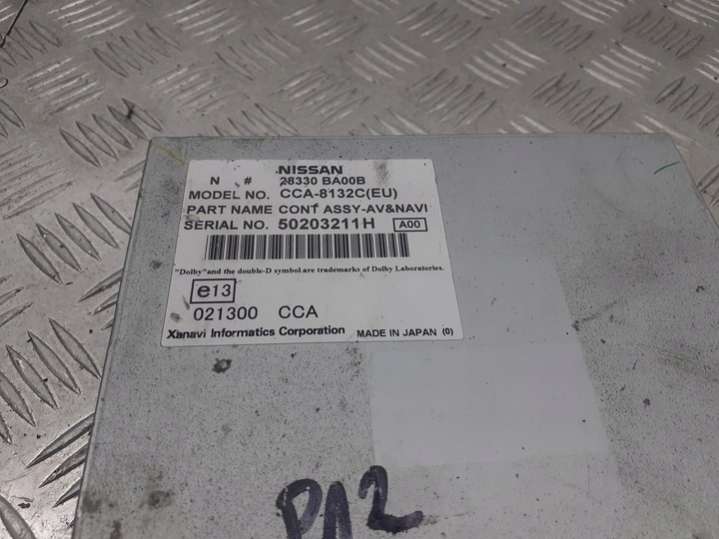 NISSAN
N # 28330 BA00B
MODEL NO. CCA-8132C(EU)
PART NAME CONT ASSY-AV&NAVI
SERIAL NO. 50203211H A00
"Dolby"and the double-D symbol are trademarks of Dolby Laboratories.
e13
021300 CCA
Xanavi Informatics Corporation MADE IN JAPAN (0)